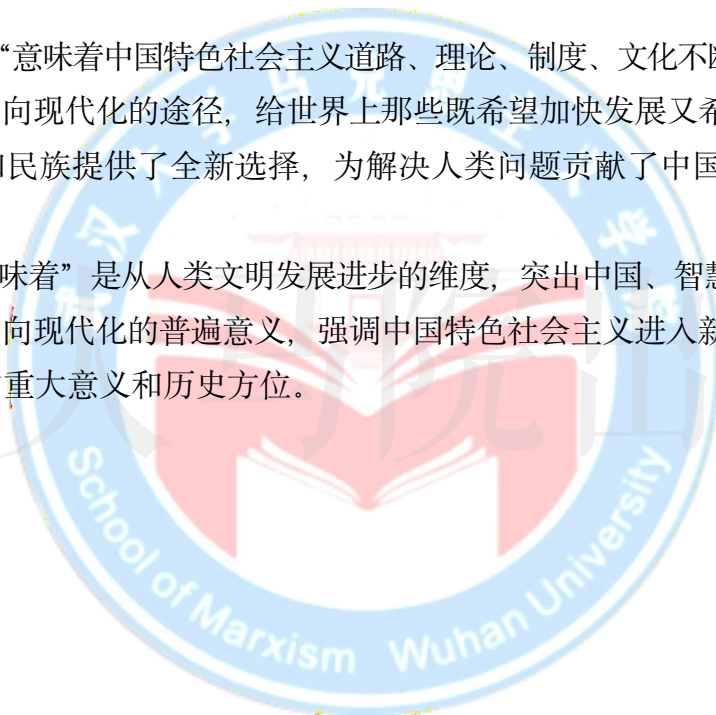 “意味着中国特色社会主义道路、理论、制度、文化不断
向现代化的途径，给世界上那些既希望加快发展又希
和民族提供了全新选择，为解决人类问题贡献了中国
味着”是从人类文明发展进步的维度，突出中国、智慧
向现代化的普遍意义，强调中国特色社会主义进入新
重大意义和历史方位。
School of Marxism Wuhan University